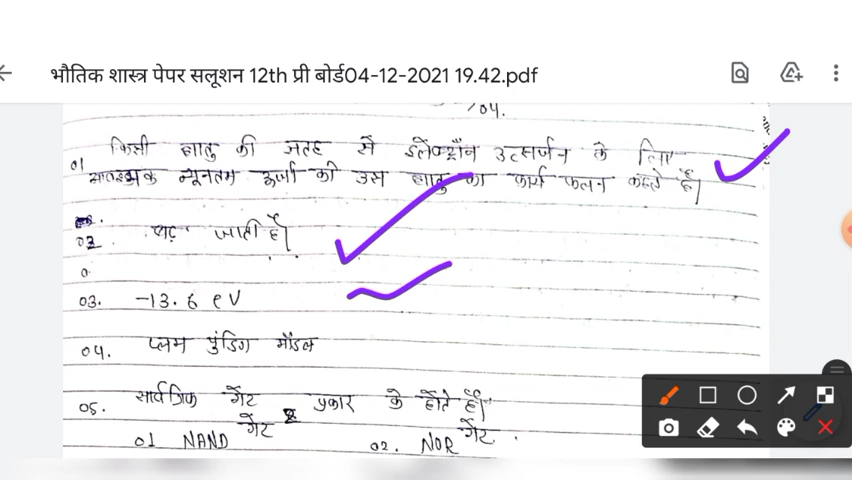 भौतिक शास्त्र पेपर सलूशन 12th प्री बोर्ड04-12-2021 19.42.pdf
/04.
01 किसी धातु की सतह से इलेक्ट्रॉन उत्सर्जन के लिए
आवश्यक न्यूनतम ऊर्जा को उस धातु का कार्य फलन कहते है।
02. बढ़ जाती है।
03. -13.6 eV
04. प्लम पुंडिग मॉडल
05. सार्वत्रिक गेट 2 प्रकार के होते है।
01 NAND गेट 02. NOR गेट.